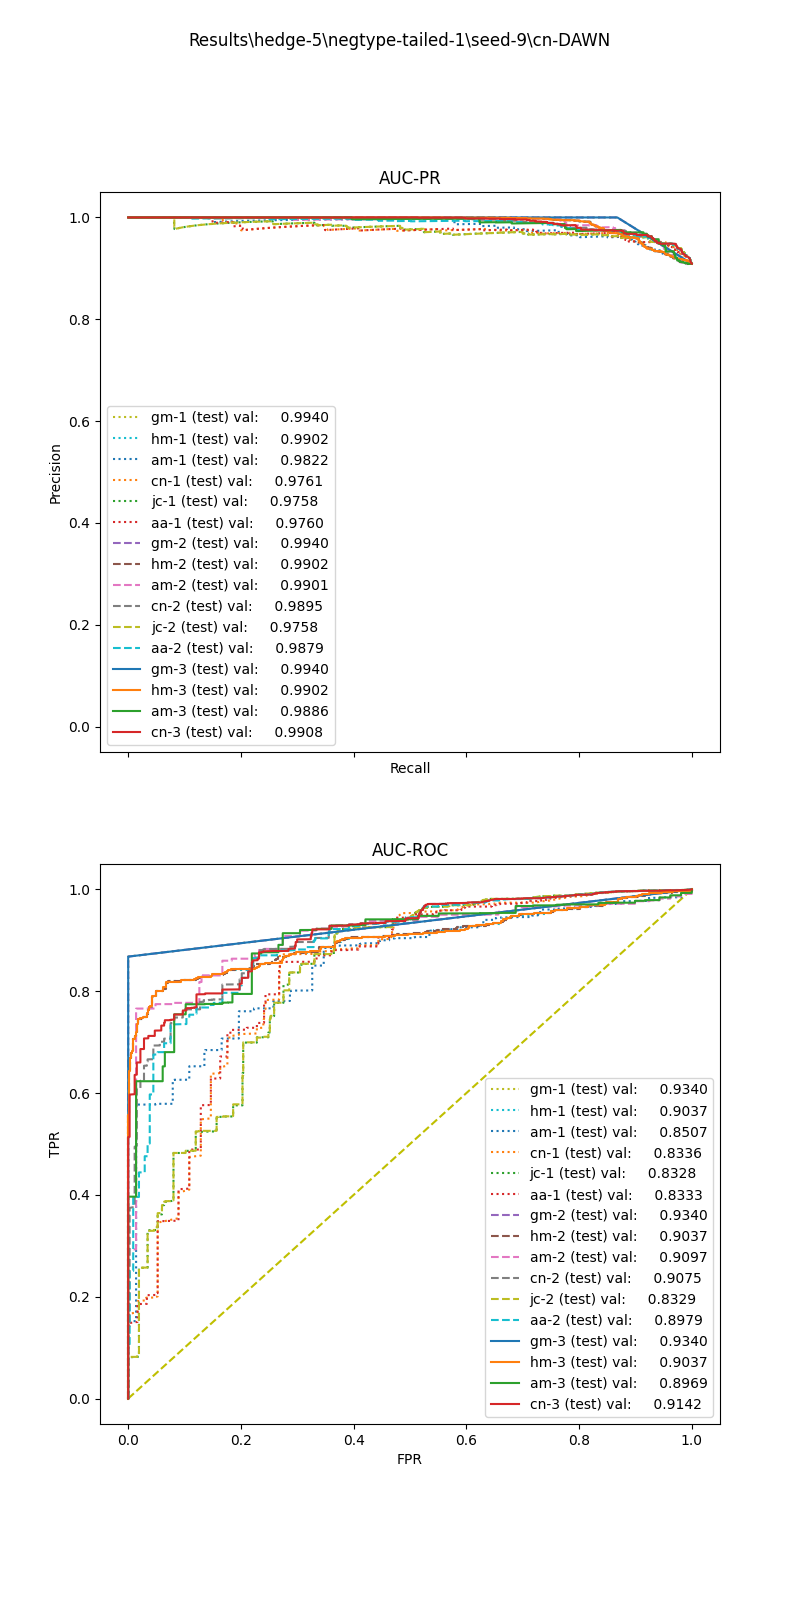 Results\hedge-5\negtype-tailed-1\seed-9\cn-DAWN
AUC-PR
1.0
0.8
0.6
0.4
0.2
0.0
Precision
gm-1 (test) val: 0.9940
hm-1 (test) val: 0.9902
am-1 (test) val: 0.9822
cn-1 (test) val: 0.9761
jc-1 (test) val: 0.9758
aa-1 (test) val: 0.9760
gm-2 (test) val: 0.9940
hm-2 (test) val: 0.9902
am-2 (test) val: 0.9901
cn-2 (test) val: 0.9895
jc-2 (test) val: 0.9758
aa-2 (test) val: 0.9879
gm-3 (test) val: 0.9940
hm-3 (test) val: 0.9902
am-3 (test) val: 0.9886
cn-3 (test) val: 0.9908
Recall
AUC-ROC
1.0
0.8
0.6
0.4
0.2
0.0
TPR
gm-1 (test) val: 0.9340
hm-1 (test) val: 0.9037
am-1 (test) val: 0.8507
cn-1 (test) val: 0.8336
jc-1 (test) val: 0.8328
aa-1 (test) val: 0.8333
gm-2 (test) val: 0.9340
hm-2 (test) val: 0.9037
am-2 (test) val: 0.9097
cn-2 (test) val: 0.9075
jc-2 (test) val: 0.8329
aa-2 (test) val: 0.8979
gm-3 (test) val: 0.9340
hm-3 (test) val: 0.9037
am-3 (test) val: 0.8969
cn-3 (test) val: 0.9142
0.0 0.2 0.4 0.6 0.8 1.0
FPR